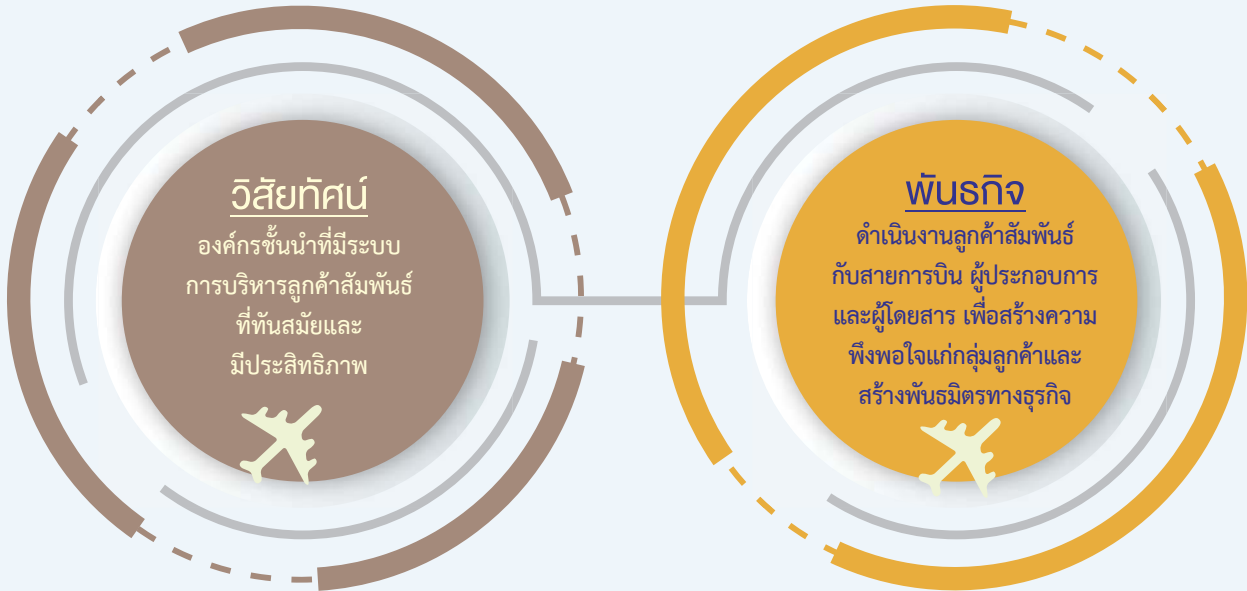 วิสัยทัศน์
องค์กรชั้นนำที่มีระบบ
การบริหารลูกค้าสัมพันธ์
ที่ทันสมัยและ
มีประสิทธิภาพ
พันธกิจ
ดำเนินงานลูกค้าสัมพันธ์
กับสายการบิน ผู้ประกอบการ
และผู้โดยสาร เพื่อสร้างความ
พึงพอใจแก่กลุ่มลูกค้าและ
สร้างพันธมิตรทางธุรกิจ